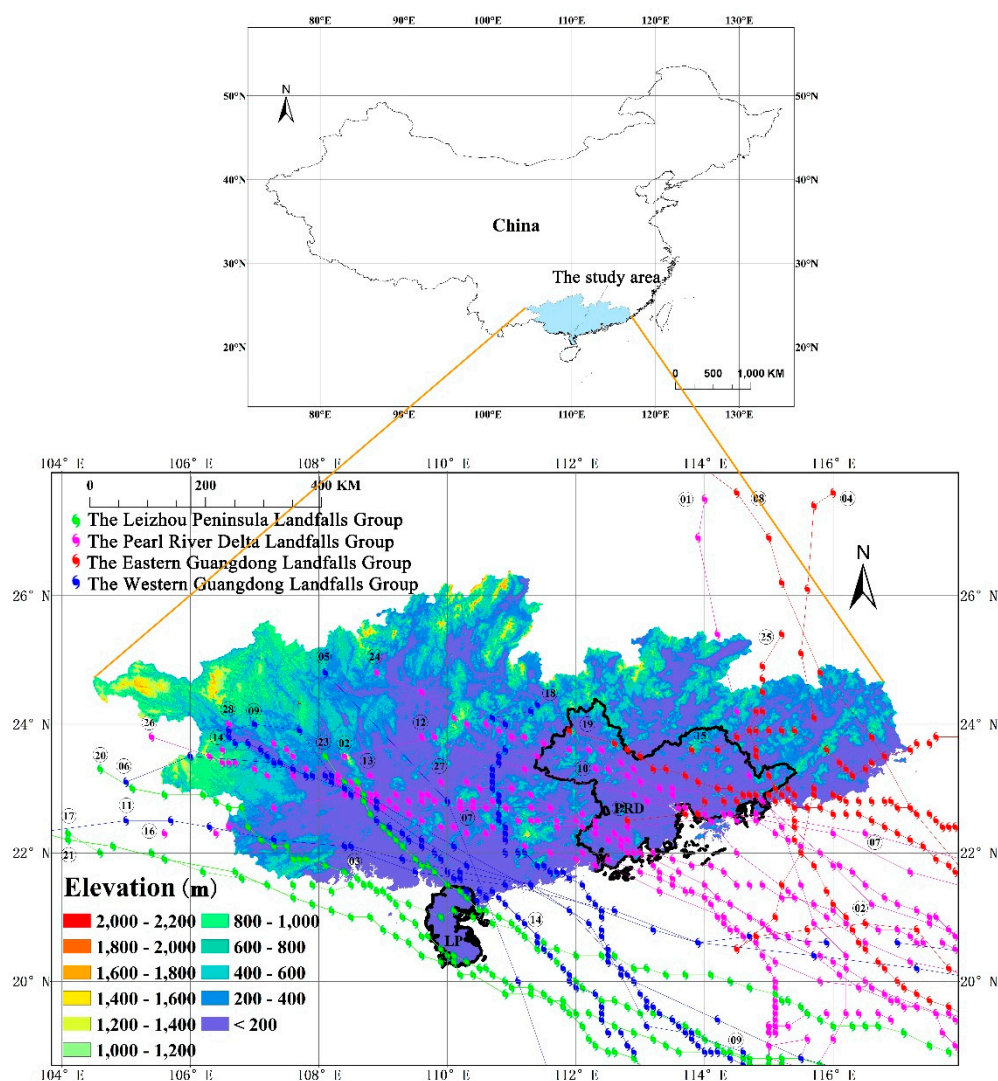 80°E 90°E 100°E 110°E 120°E 130°E
N
50°N 50°N
40°N 40°N
China
30°N 30°N
The study area
20°N 20°N
0 500 1,000 KM
80°E 90°E 100°E 110°E 120°E 130°E
104° E 106° E 108° E 110° E 112° E 114° E 116° E
0 200 400 KM
01 08 04
The Leizhou Peninsula Landfalls Group
The Pearl River Delta Landfalls Group
The Eastern Guangdong Landfalls Group
The Western Guangdong Landfalls Group
N
26° N 26° N
25
05 24
18
28 09 12 19
24° N 24° N
26 14 23 02 15
20 06 13 27 10
11 07 PRD
17 16 07
22° N 22° N
21 03
Elevation (m)
02
2,000 - 2,200 800 - 1,000
14
1,800 - 2,000 600 - 800
LP
1,600 - 1,800 400 - 600
20° N 20° N
1,400 - 1,600 200 - 400
1,200 - 1,400 < 200
09
1,000 - 1,200
104° E 106° E 108° E 110° E 112° E 114° E 116° E